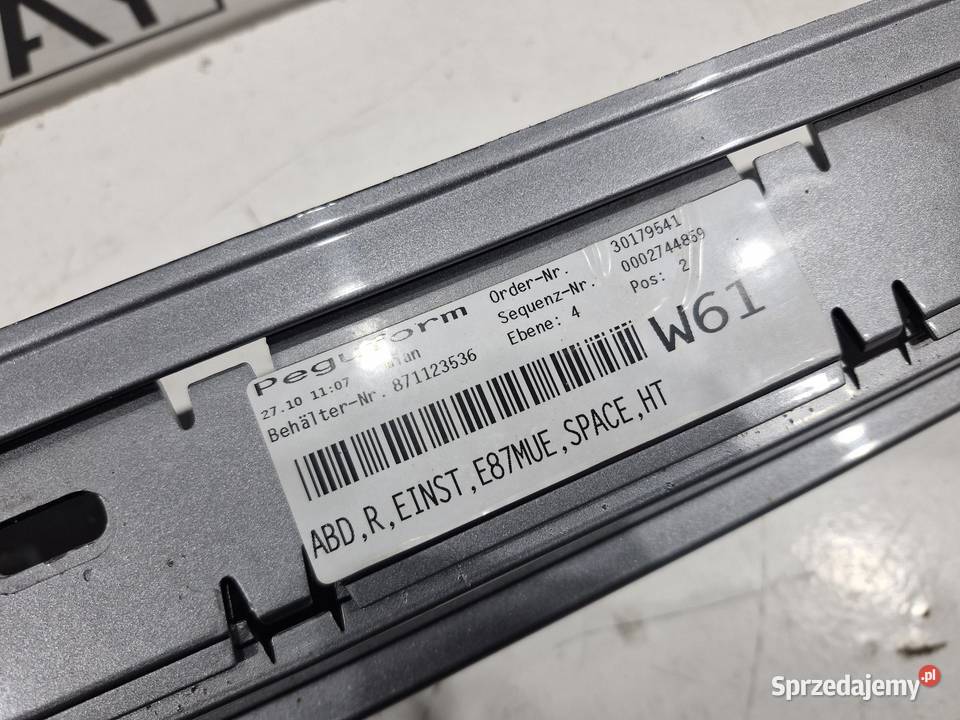 AY
Peguform
27.10 11:07
Order-Nr. 30179541
Sequenz-Nr. 0002744859
Behälter-Nr. 871123536
Ebene: 4 Pos: 2
W61
ABD,R,EINST,E87MUE,SPACE,HT
Sprzedajemy.pl